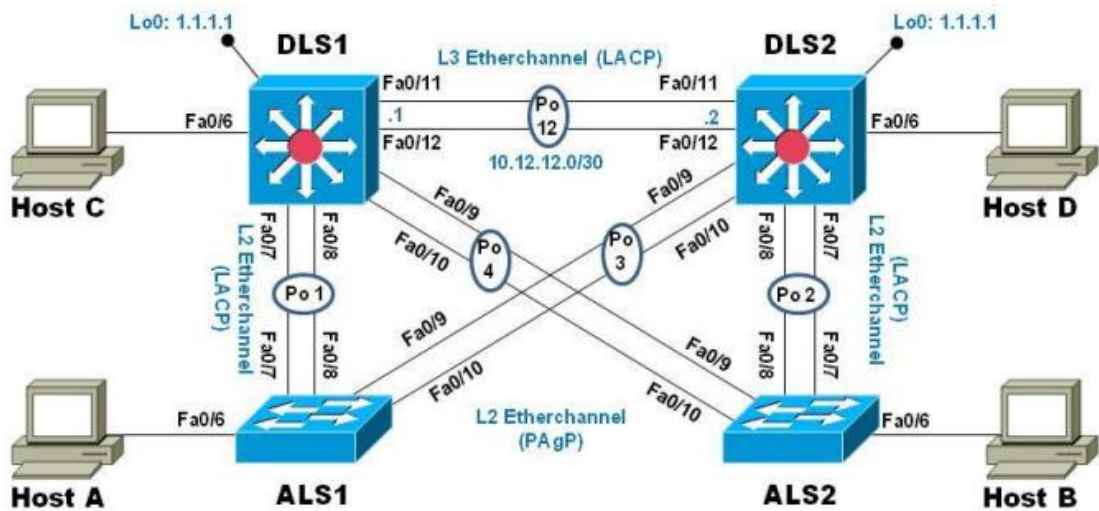 Lo0: 1.1.1.1
Lo0: 1.1.1.1
DLS1
DLS2
L3 Etherchannel (LACP)
Fa0/11
Fa0/11
Fa0/6
.1
Po
12
.2
Fa0/6
Fa0/12
Fa0/12
10.12.12.0/30
Host C
Host D
Fa0/9
Fa0/9
Fa0/7
Fa0/8
Fa0/10
Po
4
Po
3
Fa0/10
Fa0/8
Fa0/7
L2 Etherchannel
(LACP)
Po 1
Po 2
L2 Etherchannel
(LACP)
Fa0/7
Fa0/8
Fa0/9
Fa0/10
Fa0/9
Fa0/10
Fa0/8
Fa0/7
Fa0/6
L2 Etherchannel
(PAgP)
Fa0/6
Host A
ALS1
ALS2
Host B